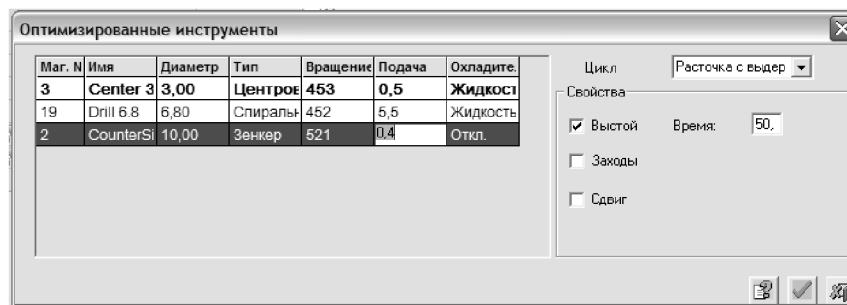 Оптимизированные инструменты
Маг. N Имя Диаметр Тип Вращение Подача Охладите.
3 Center 3 3,00 Центров 453 0,5 Жидкост
19 Drill 6.8 6,80 Спиральн 452 5,5 Жидкость
2 CounterSi 10,00 Зенкер 521 0,4 Откл.
Цикл Расточка с выдер
Свойства
Выстой Время: 50,
Заходы
Сдвиг